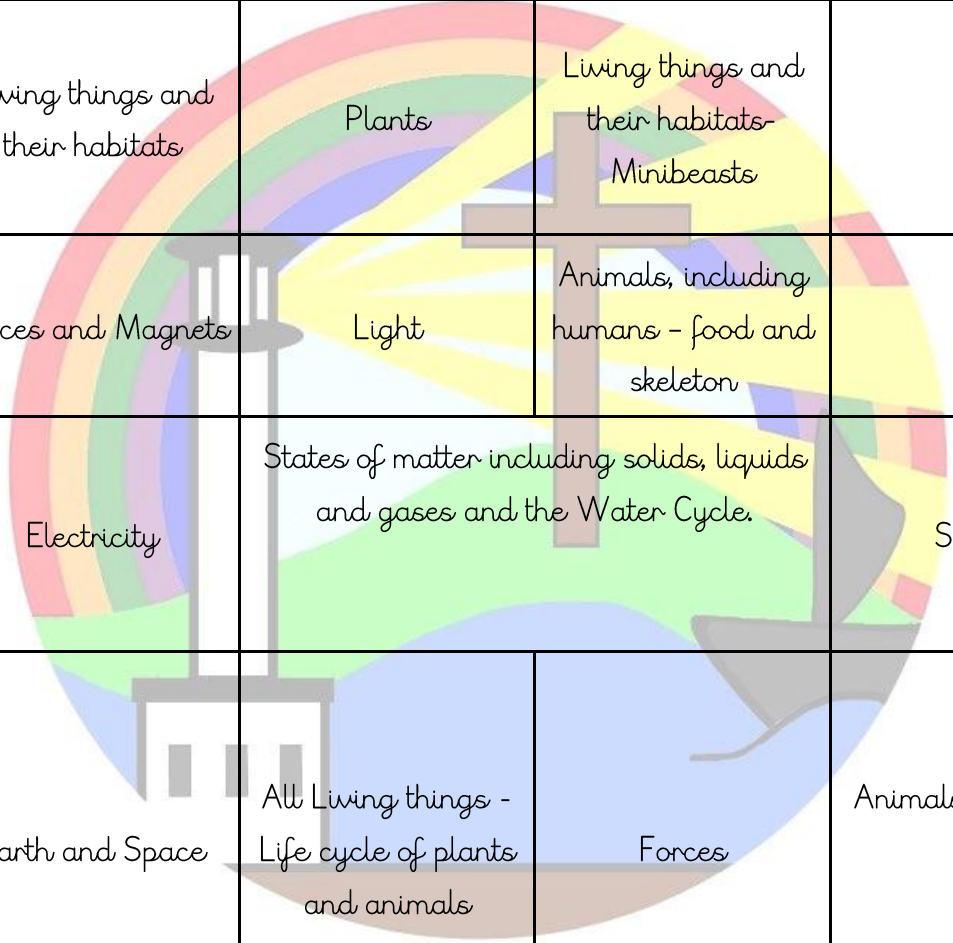 ving things and
their habitats
Plants
Living things and
their habitats-
Minibeasts
ces and Magnets
Light
Animals, including
humans – food and
skeleton
Electricity
States of matter including solids, liquids
and gases and the Water Cycle.
S
arth and Space
All Living things -
Life cycle of plants
and animals
Forces
Animals